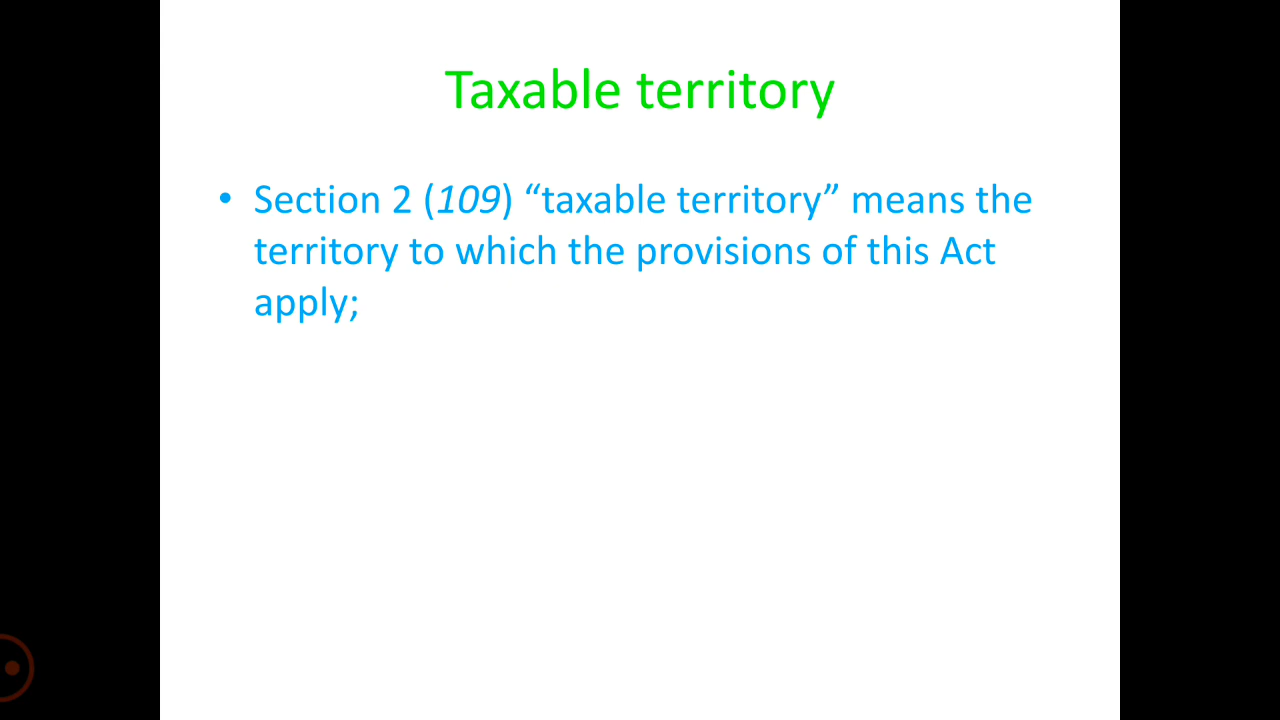 Taxable territory
• Section 2 (109) “taxable territory” means the
territory to which the provisions of this Act
apply;